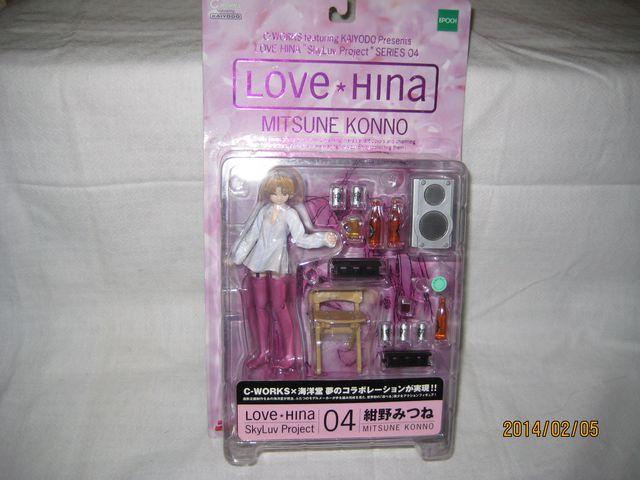 EPOCH
KAIYODO
C-WORKS featuring KAIYODO Presents
LOVE HINA "SkyLuv Project" SERIES 04
LOVE★HINA
MITSUNE KONNO
C-WORKS×海洋堂 夢のコラボレーションが実現!!
LOVE★HINA
SkyLuv Project
04
紺野みつね
MITSUNE KONNO
2014/02/05